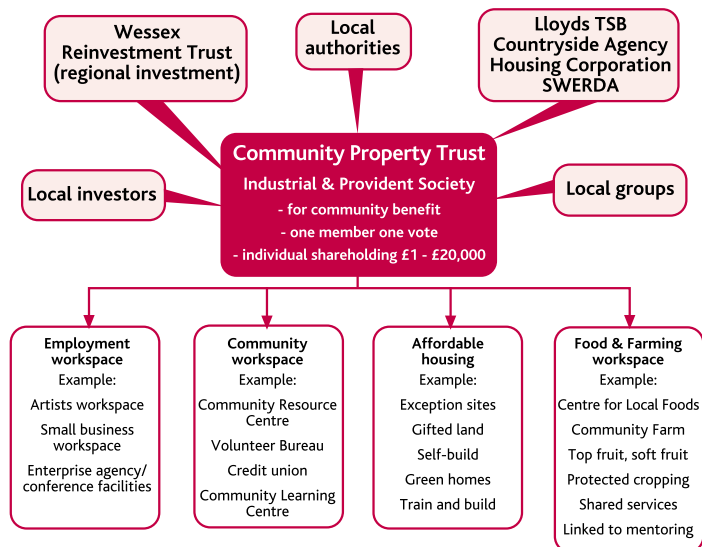 Wessex
Reinvestment Trust
(regional investment)
Local
authorities
Lloyds TSB
Countryside Agency
Housing Corporation
SWERDA
Local investors
Community Property Trust
Industrial & Provident Society
- for community benefit
- one member one vote
- individual shareholding £1 - £20,000
Local groups
Employment
workspace
Example:
Artists workspace
Small business
workspace
Enterprise agency/
conference facilities
Community
workspace
Example:
Community Resource
Centre
Volunteer Bureau
Credit union
Community Learning
Centre
Affordable
housing
Example:
Exception sites
Gifted land
Self-build
Green homes
Train and build
Food & Farming
workspace
Example:
Centre for Local Foods
Community Farm
Top fruit, soft fruit
Protected cropping
Shared services
Linked to mentoring